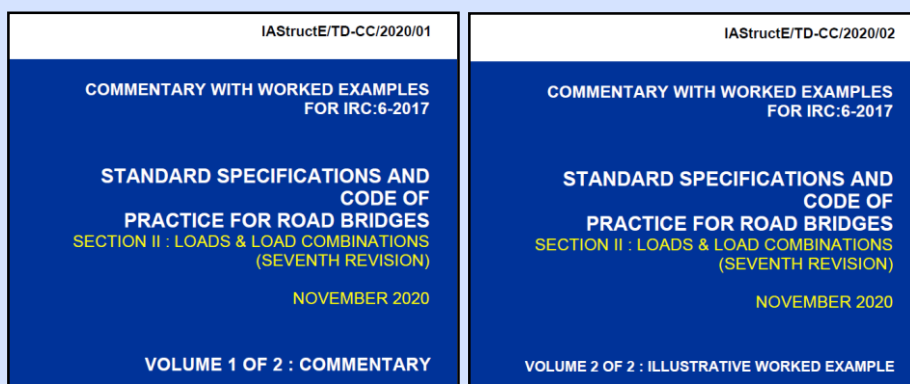 IAStructE/TD-CC/2020/01
COMMENTARY WITH WORKED EXAMPLES
FOR IRC:6-2017
STANDARD SPECIFICATIONS AND
CODE OF
PRACTICE FOR ROAD BRIDGES
SECTION II : LOADS & LOAD COMBINATIONS
(SEVENTH REVISION)
NOVEMBER 2020
VOLUME 1 OF 2 : COMMENTARY
IAStructE/TD-CC/2020/02
COMMENTARY WITH WORKED EXAMPLES
FOR IRC:6-2017
STANDARD SPECIFICATIONS AND
CODE OF
PRACTICE FOR ROAD BRIDGES
SECTION II : LOADS & LOAD COMBINATIONS
(SEVENTH REVISION)
NOVEMBER 2020
VOLUME 2 OF 2 : ILLUSTRATIVE WORKED EXAMPLE